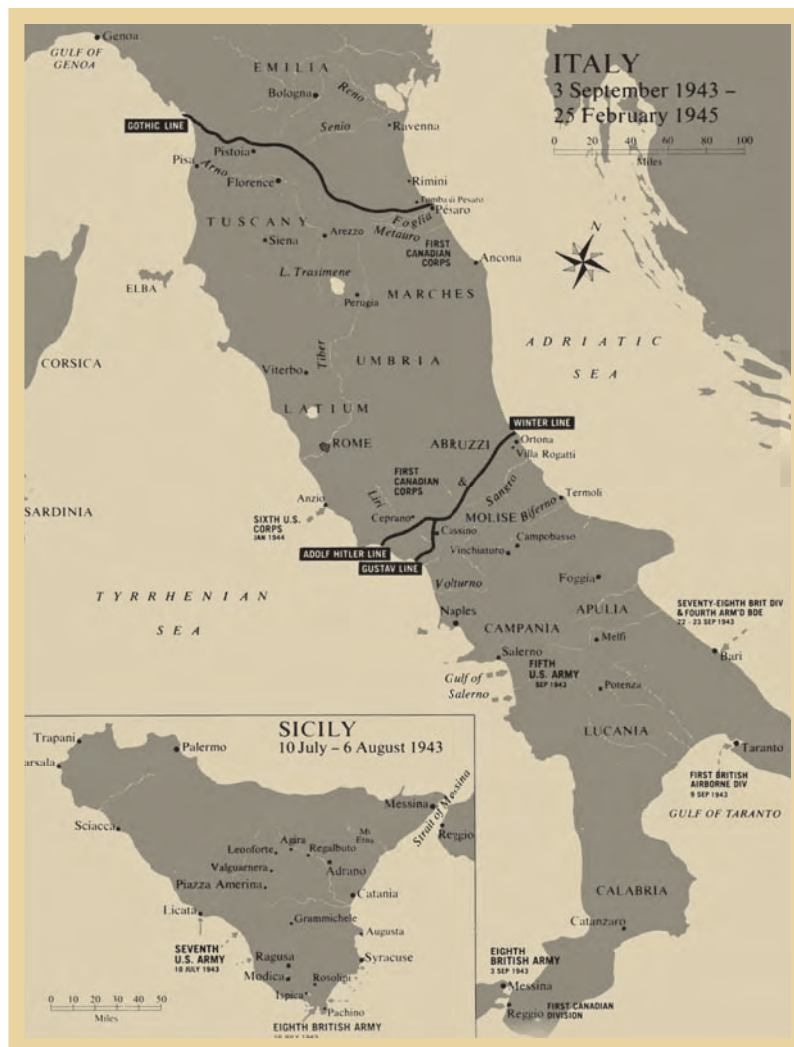 Genoa
GULF OF
GENOA
EMILIA
Bologna
Reno
Senio
Ravenna
ITALY
3 September 1943 –
25 February 1945
0 20 40 60 80 100
Miles
GOTHIC LINE
Pistoia
Pisa
Arno
Florence
Rimini
Tomba di Pesaro
Pésaro
Foglia
Metauro
TUSCANY
Siena
Arezzo
FIRST
CANADIAN
CORPS
N
Ancona
L. Trasimene
ELBA
Perugia
MARCHES
ADRIATIC
SEA
CORSICA
Viterbo
Tiber
UMBRIA
LATIUM
WINTER LINE
ROME
ABRUZZI
Ortona
Villa Rogatti
FIRST
CANADIAN
CORPS
&
Sangro
Anzio
Liri
Termoli
SARDINIA
SIXTH U.S.
CORPS
JAN 1944
Ceprano
MOLISE
Biferno
Cassino
Campobasso
ADOLF HITLER LINE
Vinchiaturo
GUSTAV LINE
Volturno
Foggia
TYRRHENIAN
SEA
APULIA
SEVENTY-EIGHTH BRIT DIV
& FOURTH ARM'D BDE
22 - 23 SEP 1943
Naples
CAMPANIA
Melfi
Salerno
Bari
FIFTH
U.S. ARMY
SEP 1943
Gulf of
Salerno
Potenza
LUCANIA
Taranto
FIRST BRITISH
AIRBORNE DIV
9 SEP 1943
GULF OF TARANTO
CALABRIA
Catanzaro
EIGHTH
BRITISH ARMY
3 SEP 1943
Messina
Reggio
FIRST CANADIAN
DIVISION
SICILY
10 July – 6 August 1943
Trapani
Palermo
arsala
Messina
Strait of Messina
Reggio
Sciacca
Mt
Etna
Agira
Leonforte
Regalbuto
Valguarnera
Adrano
Piazza Amerina
Catania
Licata
Grammichele
Augusta
SEVENTH
U.S. ARMY
10 JULY 1943
Ragusa
Syracuse
Modica
Rosolini
Ispica
Pachino
0 10 20 30 40 50
Miles
EIGHTH BRITISH ARMY
10 JULY 1943